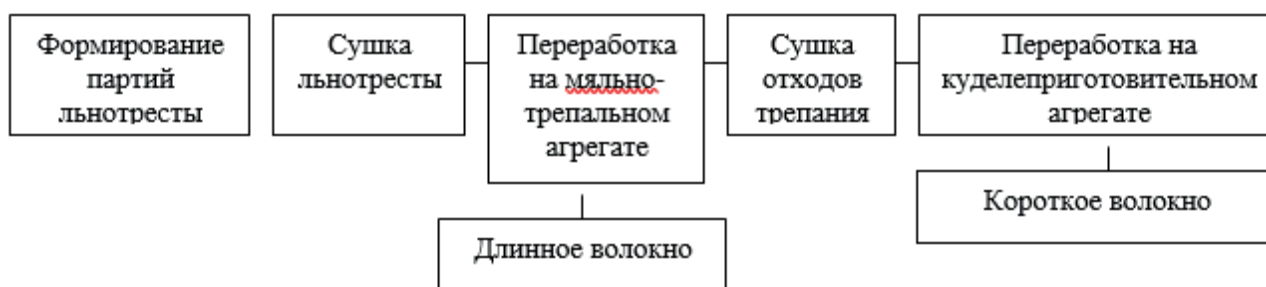 Формирование
партий
льнотресты
Сушка
льнотресты
Переработка
на мяльно-
трепальном
агрегате
Сушка
отходов
трепания
Переработка на
куделеприготовительном
агрегате
Длинное волокно
Короткое волокно